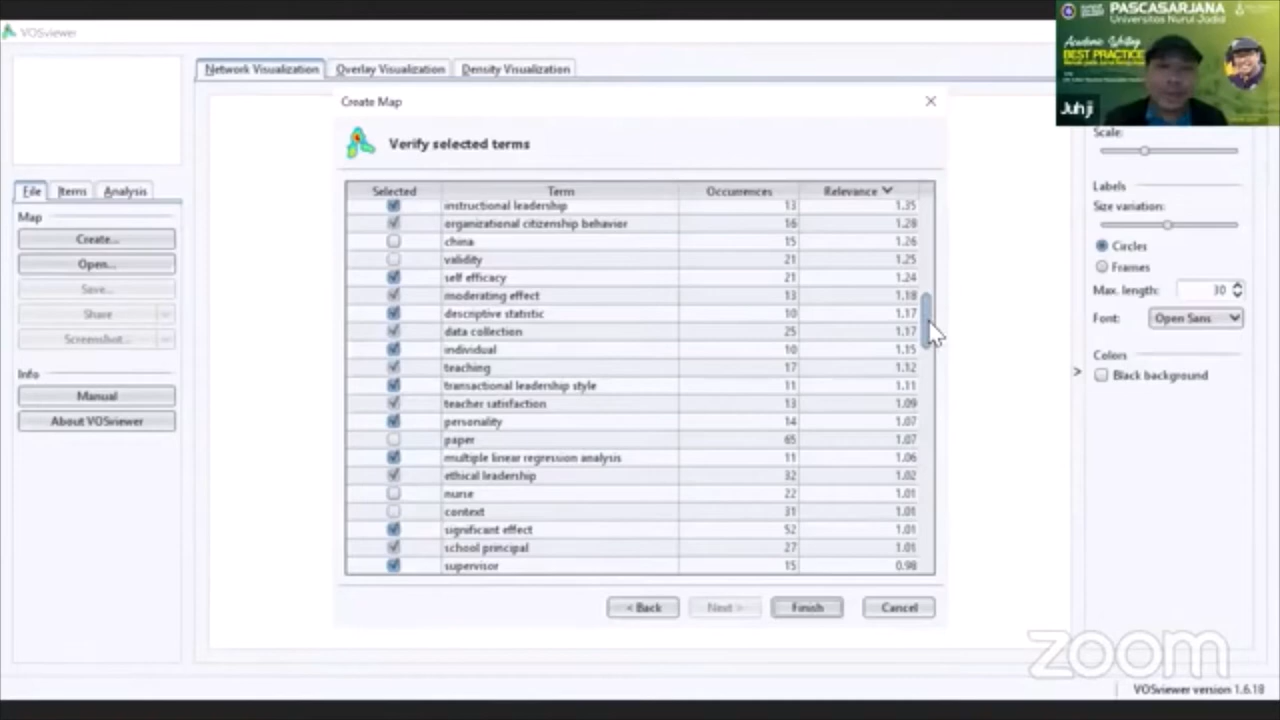 VOSviewer
PASCASARJANA
Universitas Nurul Jadid
Academic Writing
BEST PRACTICE
Juhji
Network Visualization Overlay Visualization Density Visualization
Create Map
Verify selected terms
Scale:
File Items Analysis
Map
Create...
Open...
Save...
Share
Screenshot...
Info
Manual
About VOSviewer
Selected Term Occurrences Relevance
instructional leadership 13 1.35
organizational citizenship behavior 16 1.28
china 15 1.26
validity 21 1.25
self efficacy 21 1.24
moderating effect 13 1.18
descriptive statistic 10 1.17
data collection 25 1.17
individual 10 1.15
teaching 17 1.12
transactional leadership style 11 1.11
teacher satisfaction 13 1.09
personality 14 1.07
paper 65 1.07
multiple linear regression analysis 11 1.06
ethical leadership 32 1.02
nurse 22 1.01
context 31 1.01
significant effect 52 1.01
school principal 27 1.01
supervisor 15 0.98
< Back Next > Finish Cancel
Labels
Size variation:
Circles
Frames
Max. length: 30
Font: Open Sans
Colors
> Black background
zoom
VOSviewer version 1.6.18